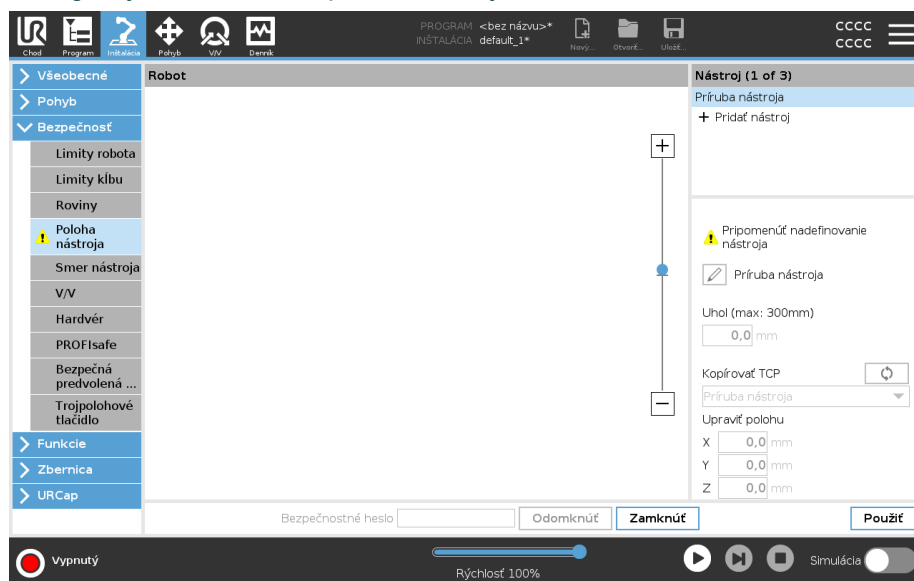 PROGRAM <bez názvu>*
INŠTALÁCIA default_1*
Chod Program Inštalácia Pohyb V/V Denník
Nový... Otvoriť... Uložiť...
CCCC
CCCC
Všeobecné
Pohyb
Bezpečnosť
Limity robota
Limity kĺbu
Roviny
Poloha
nástroja
Smer nástroja
V/V
Hardvér
PROFIsafe
Bezpečná
predvolená ...
Trojpolohové
tlačidlo
Funkcie
Zbernica
URCap
Robot
Nástroj (1 of 3)
Príruba nástroja
+ Pridať nástroj
Pripomenúť nadefinovanie
nástroja
Príruba nástroja
Uhol (max: 300mm)
0,0 mm
Kopírovať TCP
Príruba nástroja
Upraviť polohu
X 0,0 mm
Y 0,0 mm
Z 0,0 mm
Bezpečnostné heslo Odomknúť Zamknúť Použiť
Vypnutý
Rýchlosť 100%
Simulácia